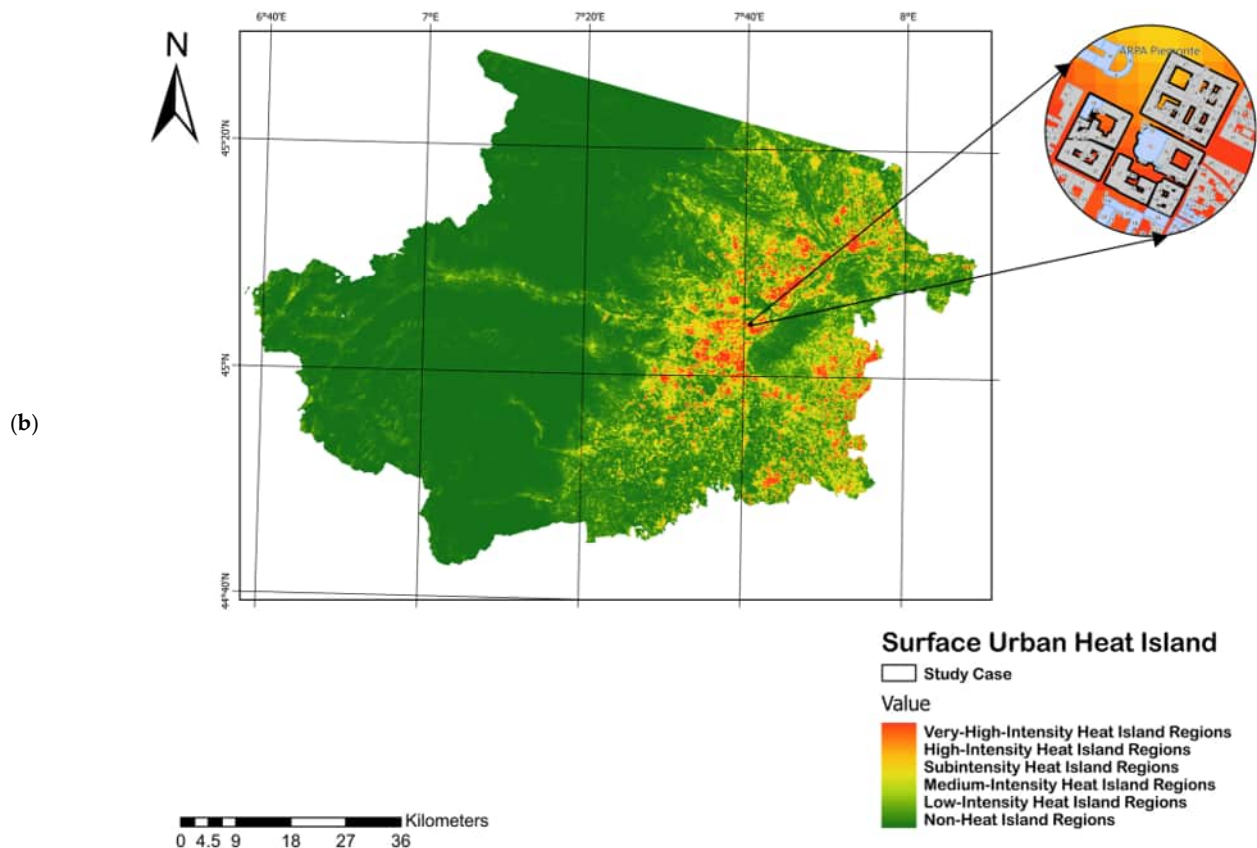 6°40'E 7°E 7°20'E 7°40'E 8°E
N
ARPA Piemonte
45°20'N
45°N
(b)
44°40'N
Surface Urban Heat Island
Study Case
Value
Very-High-Intensity Heat Island Regions
High-Intensity Heat Island Regions
Subintensity Heat Island Regions
Medium-Intensity Heat Island Regions
Low-Intensity Heat Island Regions
Non-Heat Island Regions
Kilometers
0 4.5 9 18 27 36